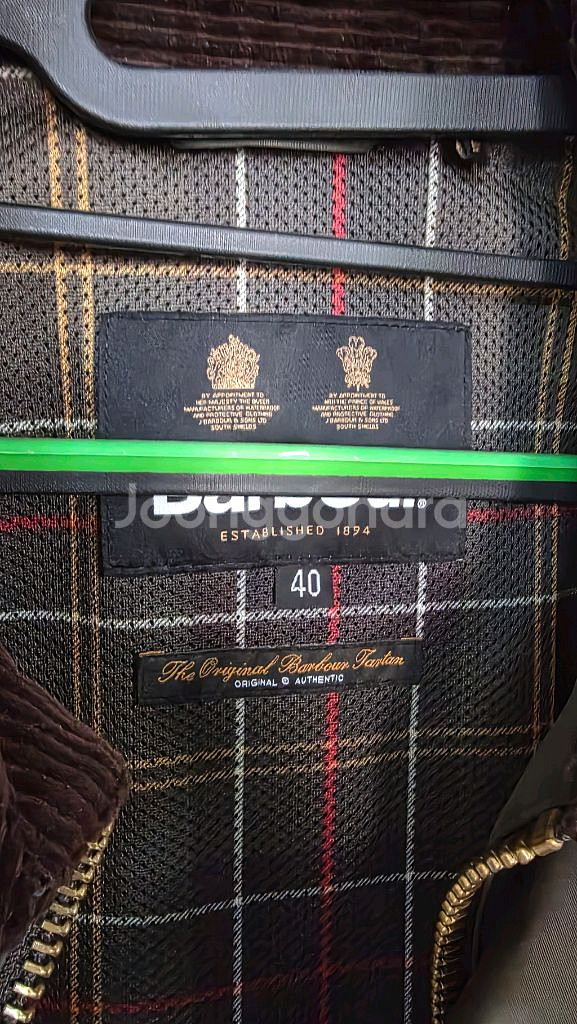 BY APPOINTMENT TO
HER MAJESTY THE QUEEN
MANUFACTURERS OF WATERPROOF
AND PROTECTIVE CLOTHING
J BARBOUR & SONS LTD
SOUTH SHIELDS
BY APPOINTMENT TO
HRH THE PRINCE OF WALES
MANUFACTURERS OF WATERPROOF
AND PROTECTIVE CLOTHING
J BARBOUR & SONS LTD
SOUTH SHIELDS
Barbour®
Joonggonara
ESTABLISHED 1894
40
The Original Barbour Tartan
ORIGINAL © AUTHENTIC